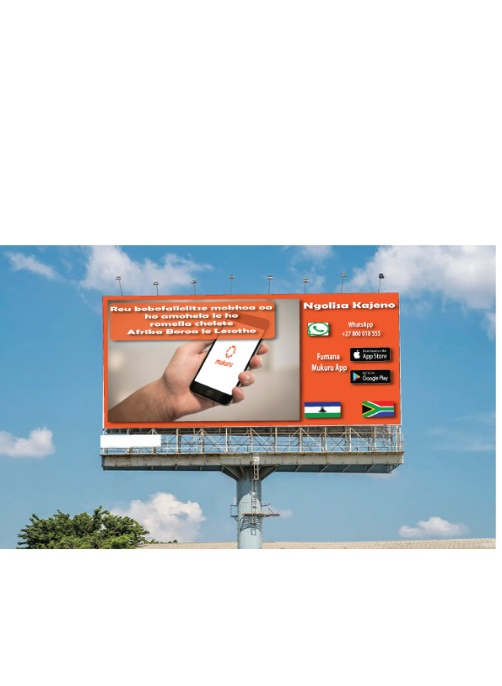 Reu bobofallelitse mokhoa oa
ho amohela le ho
romella chelete
Afrika Boroa le Lesotho
mukuru
Ngolisa Kajeno
WhatsApp
+27 860 018 555
Fumana
Mukuru App
App Store
Google Play